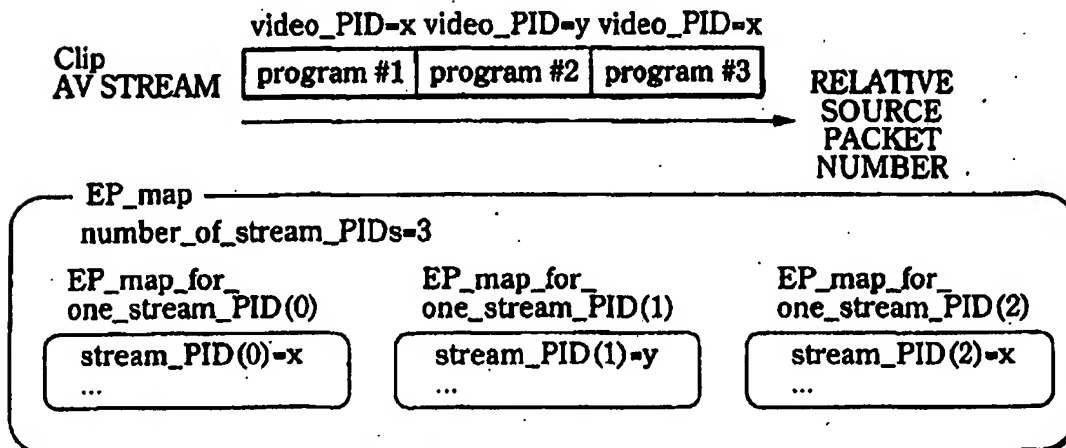 video_PID=x video_PID=y video_PID=x
Clip
AV STREAM
program #1 program #2 program #3
RELATIVE
SOURCE
PACKET
NUMBER
EP_map
number_of_stream_PIDs=3
EP_map_for_
one_stream_PID(0)
EP_map_for_
one_stream_PID(1)
EP_map_for_
one_stream_PID(2)
stream_PID(0)=x
...
stream_PID(1)=y
...
stream_PID(2)=x
...